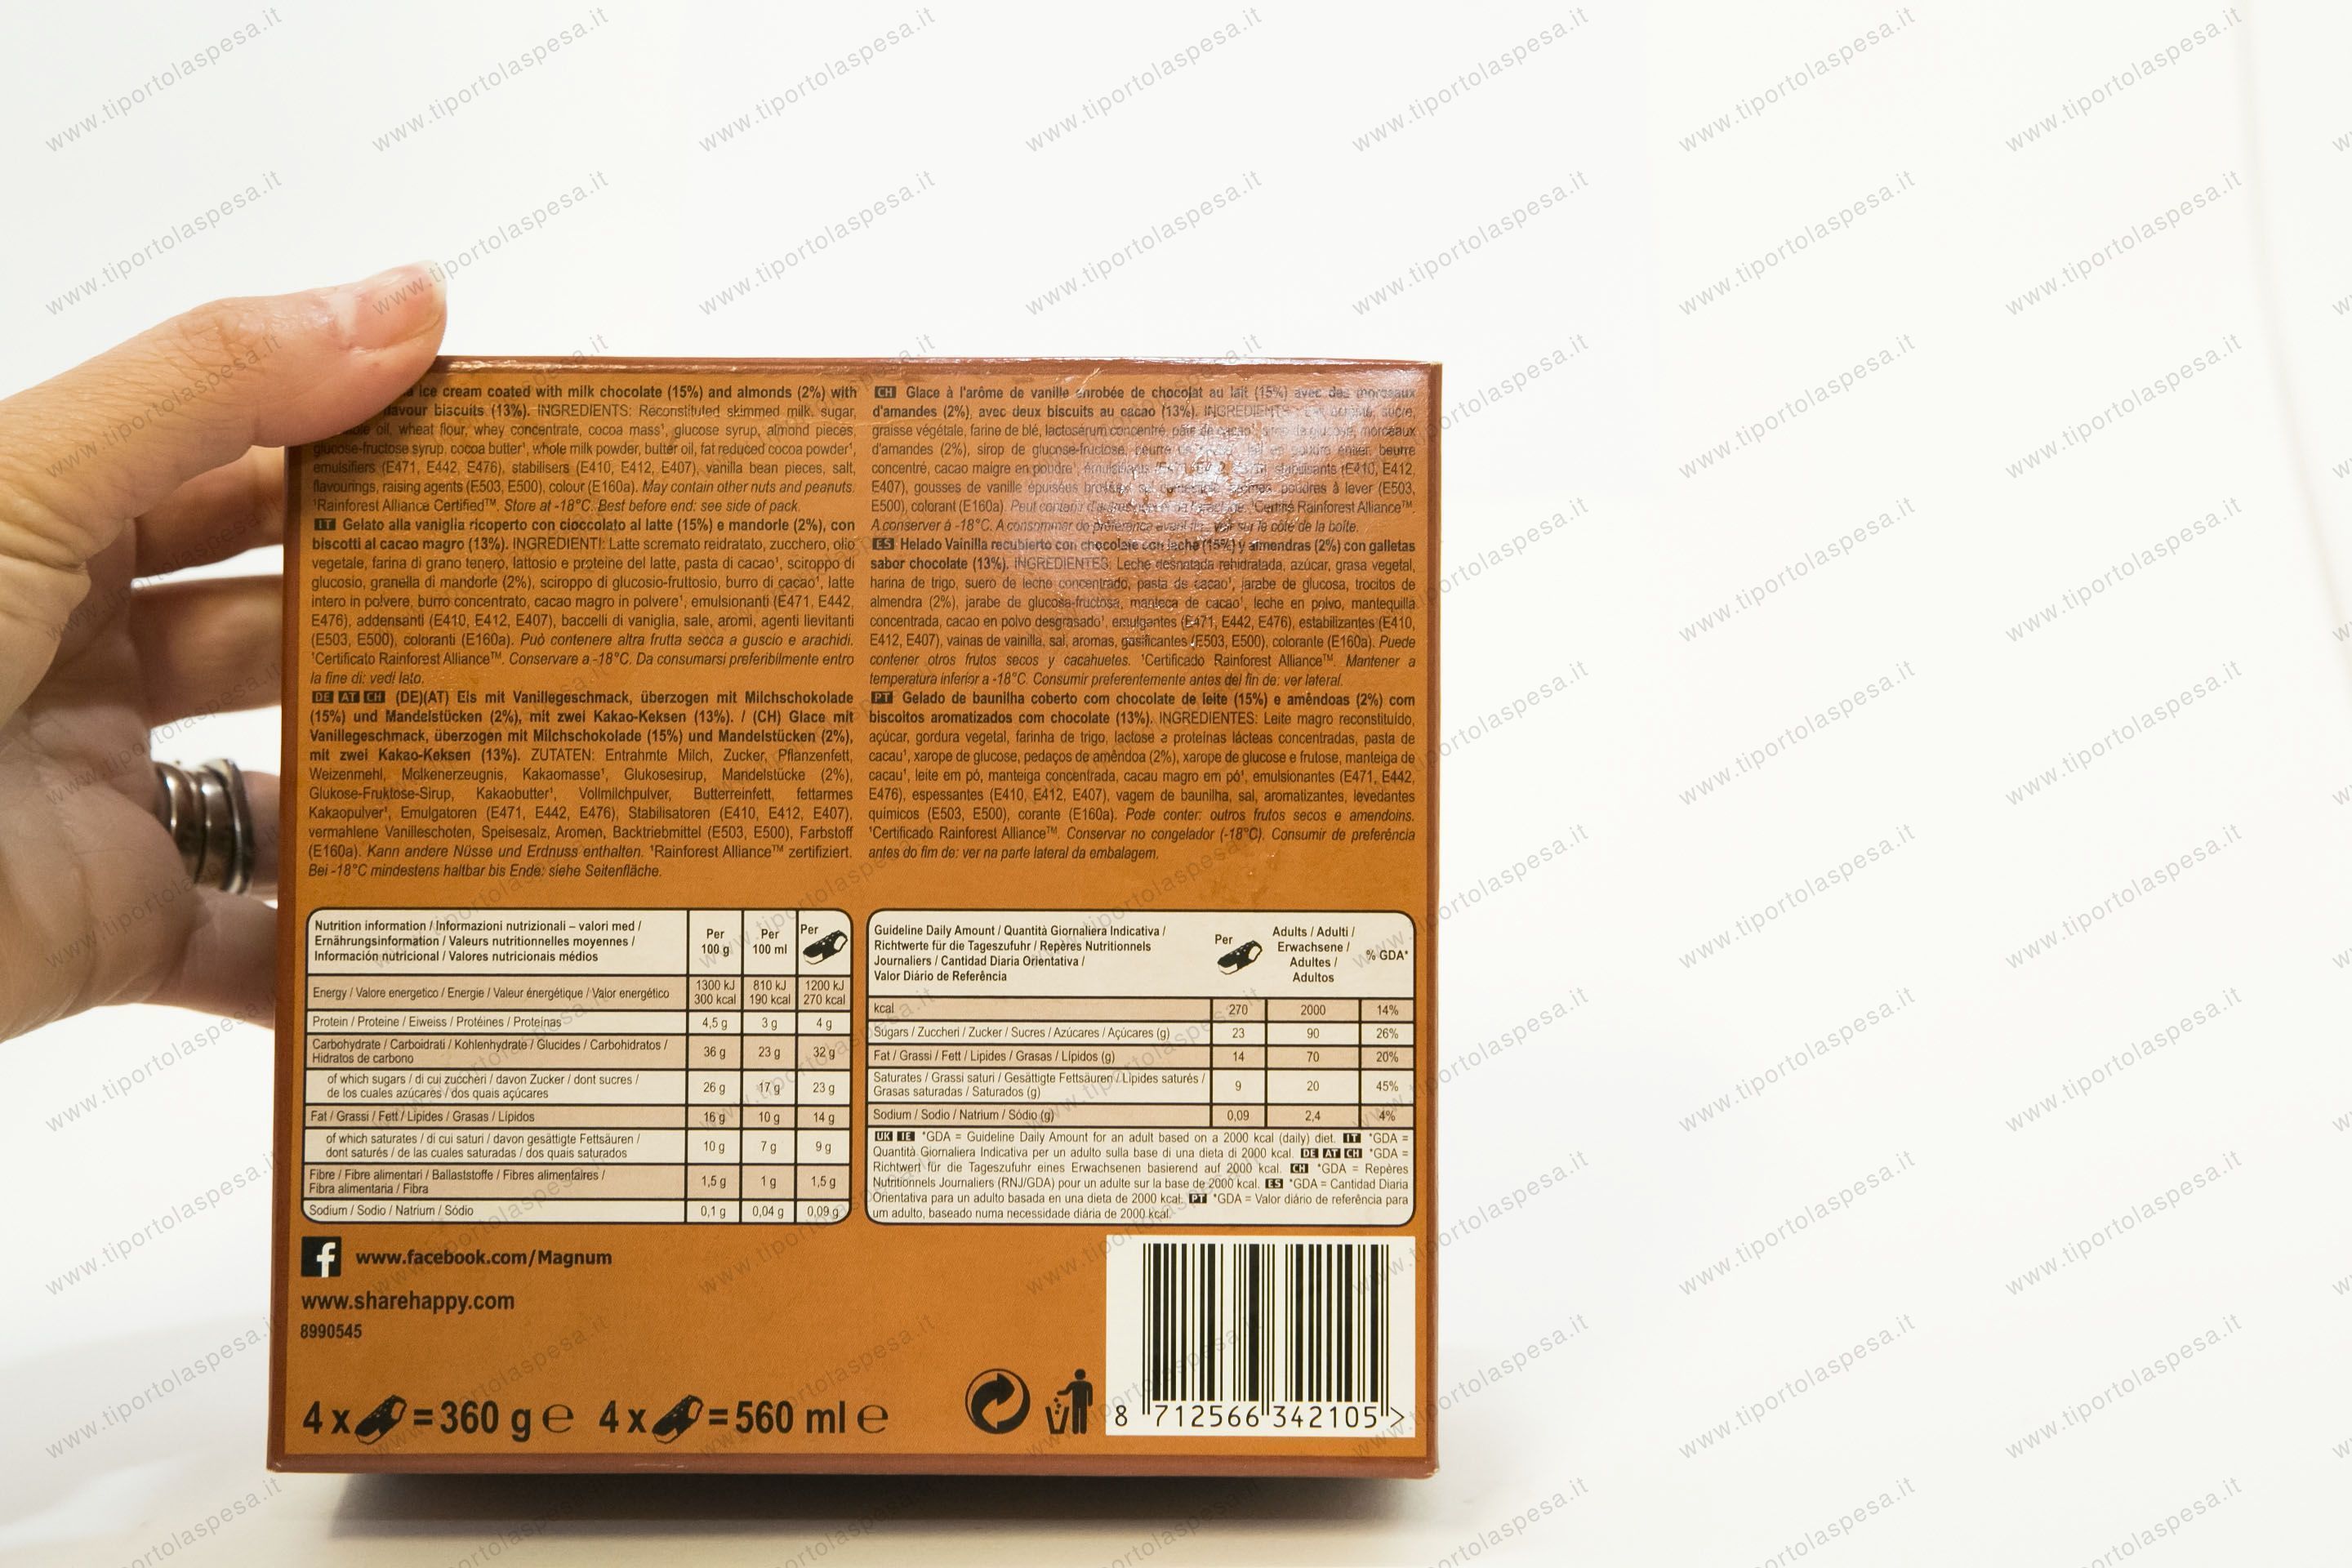 ice cream coated with milk chocolate (15%) and almonds (2%) with
flavour biscuits (13%). INGREDIENTS: Reconstituted skimmed milk, sugar,
oil, wheat flour, whey concentrate, cocoa mass¹, glucose syrup, almond pieces,
glucose-fructose syrup, cocoa butter¹, whole milk powder, butter oil, fat reduced cocoa powder¹,
emulsifiers (E471, E442, E476), stabilisers (E410, E412, E407), vanilla bean pieces, salt,
flavourings, raising agents (E503, E500), colour (E160a). May contain other nuts and peanuts.
¹Rainforest Alliance Certified™. Store at -18°C. Best before end: see side of pack.
IT Gelato alla vaniglia ricoperto con cioccolato al latte (15%) e mandorle (2%), con
biscotti al cacao magro (13%). INGREDIENTI: Latte scremato reidratato, zucchero, olio
vegetale, farina di grano tenero, lattosio e proteine del latte, pasta di cacao¹, sciroppo di
glucosio, granella di mandorle (2%), sciroppo di glucosio-fruttosio, burro di cacao¹, latte
intero in polvere, burro concentrato, cacao magro in polvere¹, emulsionanti (E471, E442,
E476), addensanti (E410, E412, E407), baccelli di vaniglia, sale, aromi, agenti lievitanti
(E503, E500), coloranti (E160a). Può contenere altra frutta secca a guscio e arachidi.
¹Certificato Rainforest Alliance™. Conservare a -18°C. Da consumarsi preferibilmente entro
la fine di: vedi lato.
DE AT CH (DE)(AT) Eis mit Vanillegeschmack, überzogen mit Milchschokolade
(15%) und Mandelstücken (2%), mit zwei Kakao-Keksen (13%). / (CH) Glace mit
Vanillegeschmack, überzogen mit Milchschokolade (15%) und Mandelstücken (2%),
mit zwei Kakao-Keksen (13%). ZUTATEN: Entrahmte Milch, Zucker, Pflanzenfett,
Weizenmehl, Molkenerzeugnis, Kakaomasse¹, Glukosesirup, Mandelstücke (2%),
Glukose-Fruktose-Sirup, Kakaobutter¹, Vollmilchpulver, Butterreinfett, fettarmes
Kakaopulver¹, Emulgatoren (E471, E442, E476), Stabilisatoren (E410, E412, E407),
vermahlene Vanilleschoten, Speisesalz, Aromen, Backtriebmittel (E503, E500), Farbstoff
(E160a). Kann andere Nüsse und Erdnuss enthalten. ¹Rainforest Alliance™ zertifiziert.
Bei -18°C mindestens haltbar bis Ende: siehe Seitenfläche.
CH Glace à l'arôme de vanille enrobée de chocolat au lait (15%) avec des morceaux
d'amandes (2%), avec deux biscuits au cacao (13%). INGREDIENTS: sucre,
graisse végétale, farine de blé, lactosérum concentré, pâte de cacao¹, sirop de glucose, morceaux
d'amandes (2%), sirop de glucose-fructose, beurre en poudre entier, beurre
concentré, cacao maigre en poudre¹, émulsifiants stabilisants (E410, E412,
E407), gousses de vanille épuisées broyées, sel, poudres à lever (E503,
E500), colorant (E160a). Peut contenir ¹Certifié Rainforest Alliance™.
A conserver à -18°C. A consommer de préférence avant fin: voir sur le côté de la boîte.
ES Helado Vainilla recubierto con chocolate con leche (15%) y almendras (2%) con galletas
sabor chocolate (13%). INGREDIENTES: Leche desnatada rehidratada, azúcar, grasa vegetal,
harina de trigo, suero de leche concentrado, pasta de cacao¹, jarabe de glucosa, trocitos de
almendra (2%), jarabe de glucosa-fructosa, manteca de cacao¹, leche en polvo, mantequilla
concentrada, cacao en polvo desgrasado¹, emulgentes (E471, E442, E476), estabilizantes (E410,
E412, E407), vainas de vainilla, sal, aromas, gasificantes (E503, E500), colorante (E160a). Puede
contener otros frutos secos y cacahuetes. ¹Certificado Rainforest Alliance™. Mantener a
temperatura inferior a -18°C. Consumir preferentemente antes del fin de: ver lateral.
PT Gelado de baunilha coberto com chocolate de leite (15%) e amêndoas (2%) com
biscoitos aromatizados com chocolate (13%). INGREDIENTES: Leite magro reconstituído,
açúcar, gordura vegetal, farinha de trigo, lactose a proteínas lácteas concentradas, pasta de
cacau¹, xarope de glucose, pedaços de amêndoa (2%), xarope de glucose e frutose, manteiga de
cacau¹, leite em pó, manteiga concentrada, cacau magro em pó¹, emulsionantes (E471, E442,
E476), espessantes (E410, E412, E407), vagem de baunilha, sal, aromatizantes, levedantes
químicos (E503, E500), corante (E160a). Pode conter: outros frutos secos e amendoins.
¹Certificado Rainforest Alliance™. Conservar no congelador (-18°C). Consumir de preferência
antes do fim de: ver na parte lateral da embalagem.
Nutrition information / Informazioni nutrizionali – valori med /
Ernährungsinformation / Valeurs nutritionnelles moyennes /
Información nutricional / Valores nutricionais médios
Per 100 g Per 100 ml Per
Energy / Valore energetico / Energie / Valeur énergétique / Valor energético 1300 kJ 300 kcal 810 kJ 190 kcal 1200 kJ 270 kcal
Protein / Proteine / Eiweiss / Protéines / Proteínas 4,5 g 3 g 4 g
Carbohydrate / Carboidrati / Kohlenhydrate / Glucides / Carbohidratos /
Hidratos de carbono 36 g 23 g 32 g
of which sugars / di cui zuccheri / davon Zucker / dont sucres /
de los cuales azúcares / dos quais açúcares 26 g 17 g 23 g
Fat / Grassi / Fett / Lipides / Grasas / Lípidos 16 g 10 g 14 g
of which saturates / di cui saturi / davon gesättigte Fettsäuren /
dont saturés / de las cuales saturadas / dos quais saturados 10 g 7 g 9 g
Fibre / Fibre alimentari / Ballaststoffe / Fibres alimentaires /
Fibra alimentaria / Fibra 1,5 g 1 g 1,5 g
Sodium / Sodio / Natrium / Sódio 0,1 g 0,04 g 0,09 g
Guideline Daily Amount / Quantità Giornaliera Indicativa /
Richtwerte für die Tageszufuhr / Repères Nutritionnels
Journaliers / Cantidad Diaria Orientativa /
Valor Diário de Referência
Per Adults / Adulti / Erwachsene / Adultes / Adultos % GDA*
kcal 270 2000 14%
Sugars / Zuccheri / Zucker / Sucres / Azúcares / Açúcares (g) 23 90 26%
Fat / Grassi / Fett / Lipides / Grasas / Lípidos (g) 14 70 20%
Saturates / Grassi saturi / Gesättigte Fettsäuren / Lipides saturés /
Grasas saturadas / Saturados (g) 9 20 45%
Sodium / Sodio / Natrium / Sódio (g) 0,09 2,4 4%
UK IE *GDA = Guideline Daily Amount for an adult based on a 2000 kcal (daily) diet. IT *GDA =
Quantità Giornaliera Indicativa per un adulto sulla base di una dieta di 2000 kcal. DE AT CH *GDA =
Richtwert für die Tageszufuhr eines Erwachsenen basierend auf 2000 kcal. CH *GDA = Repères
Nutritionnels Journaliers (RNJ/GDA) pour un adulte sur la base de 2000 kcal. ES *GDA = Cantidad Diaria
Orientativa para un adulto basada en una dieta de 2000 kcal. PT *GDA = Valor diário de referência para
um adulto, baseado numa necessidade diária de 2000 kcal.
f www.facebook.com/Magnum
www.sharehappy.com
8990545
4 x = 360 g e 4 x = 560 ml e
8 712566 342105 >
www.tiportolaspesa.it